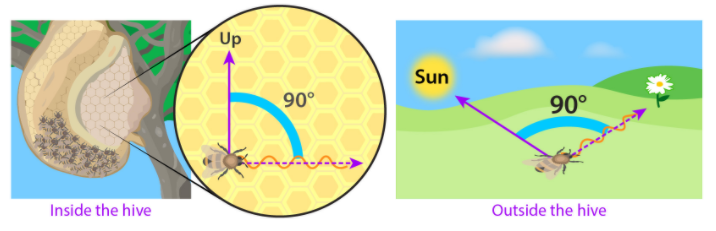 Up
90°
Inside the hive
Sun
90°
Outside the hive